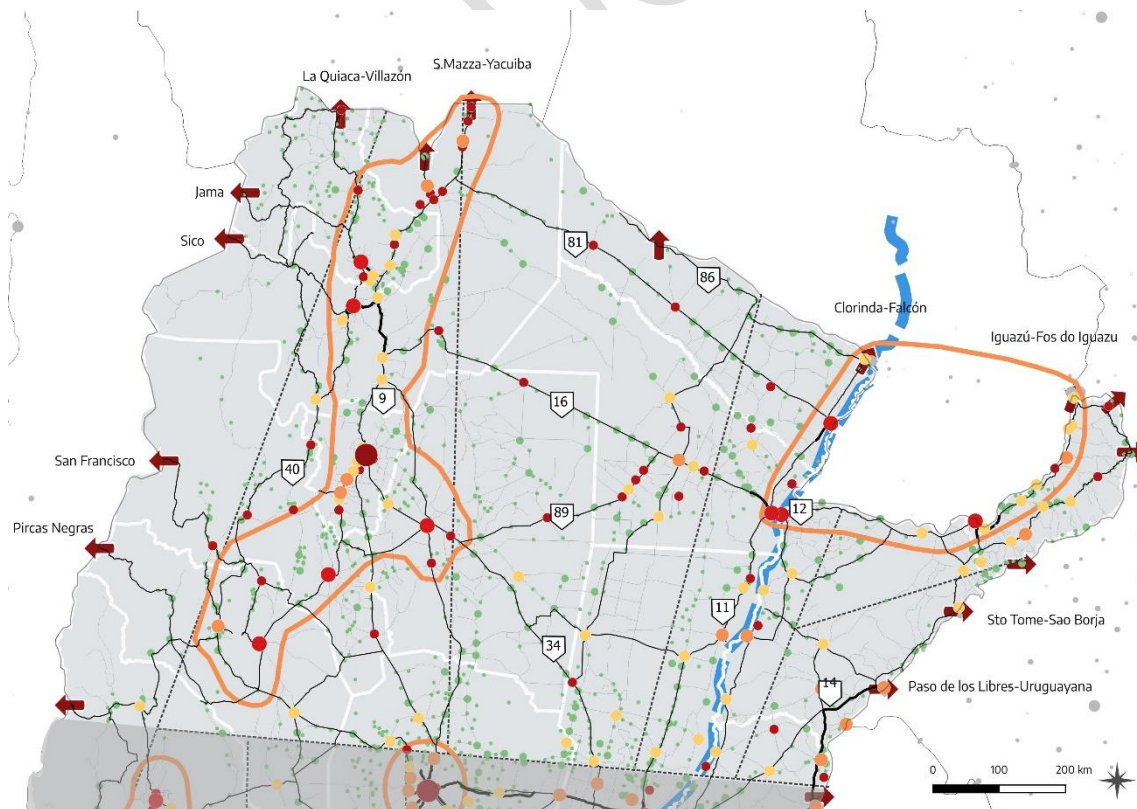 S.Mazza-Yacuiba
La Quiaca-Villazón
Jama
Sico
81
86
Clorinda-Falcón
Iguazú-Fos do Iguazu
9
16
40
San Francisco
89
12
Pircas Negras
11
Sto Tome-Sao Borja
34
14
Paso de los Libres-Uruguayana
0 100 200 km